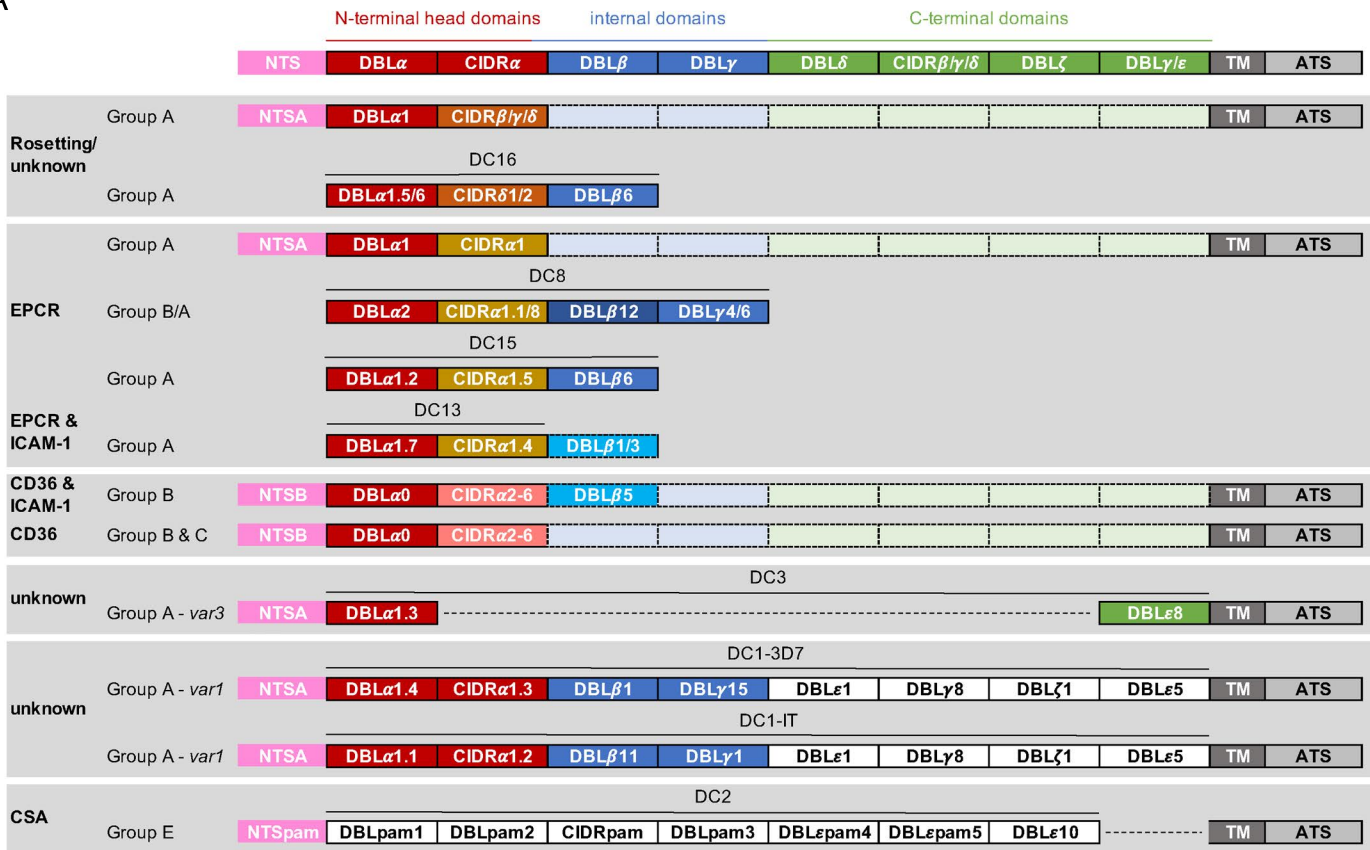 A
N-terminal head domains internal domains C-terminal domains
NTS DBLα CIDRα DBLβ DBLγ DBLδ CIDRβ/γ/δ DBLζ DBLγ/ε TM ATS
Rosetting/
unknown
Group A NTSA DBLα1 CIDRβ/γ/δ TM ATS
DC16
Group A DBLα1.5/6 CIDRδ1/2 DBLβ6
Group A NTSA DBLα1 CIDRα1 TM ATS
DC8
EPCR Group B/A DBLα2 CIDRα1.1/8 DBLβ12 DBLγ4/6
DC15
Group A DBLα1.2 CIDRα1.5 DBLβ6
DC13
EPCR &
ICAM-1
Group A DBLα1.7 CIDRα1.4 DBLβ1/3
CD36 &
ICAM-1
Group B NTSB DBLα0 CIDRα2-6 DBLβ5 TM ATS
CD36 Group B & C NTSB DBLα0 CIDRα2-6 TM ATS
DC3
unknown Group A - var3 NTSA DBLα1.3 DBLε8 TM ATS
DC1-3D7
Group A - var1 NTSA DBLα1.4 CIDRα1.3 DBLβ1 DBLγ15 DBLε1 DBLγ8 DBLζ1 DBLε5 TM ATS
unknown
DC1-IT
Group A - var1 NTSA DBLα1.1 CIDRα1.2 DBLβ11 DBLγ1 DBLε1 DBLγ8 DBLζ1 DBLε5 TM ATS
DC2
CSA
Group E NTSpam DBLpam1 DBLpam2 CIDRpam DBLpam3 DBLεpam4 DBLεpam5 DBLε10 TM ATS